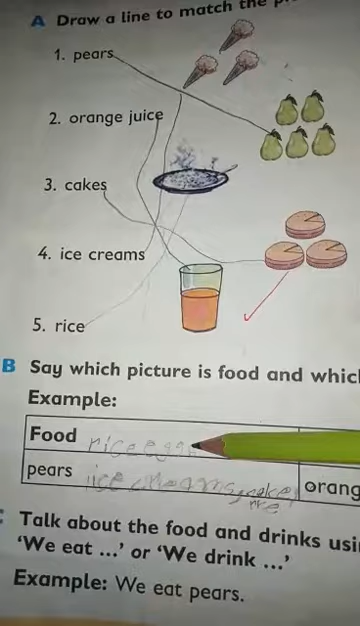 A Draw a line to match the
1. pears
2. orange juice
3. cakes
4. ice creams
5. rice
B Say which picture is food and whic
Example:
Food rice eggs
pears ice creams, cake,
rice
orang
Talk about the food and drinks usi
'We eat ...' or 'We drink ...'
Example: We eat pears.